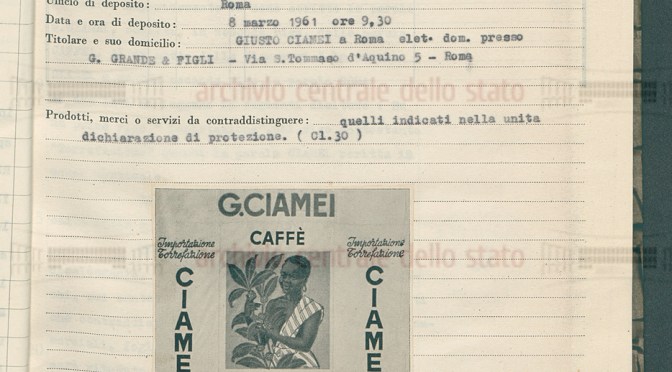 Ufficio di deposito: Roma
Data e ora di deposito: 8 marzo 1961 ore 9,30
Titolare e suo domicilio: GIUSTO CIAMEI a Roma elet. dom. presso
G. GRANDE & FIGLI - Via S.Tommaso d'Aquino 5 - Roma
archivio centrale dello stato
Prodotti, merci o servizi da contraddistinguere: quelli indicati nella unita
dichiarazione di protezione. ( Cl.30 )
G.CIAMEI
CAFFÈ
Importazione
Torrefazione
Importazione
Torrefazione
archivio centrale dello stato
CIAME
CIAME